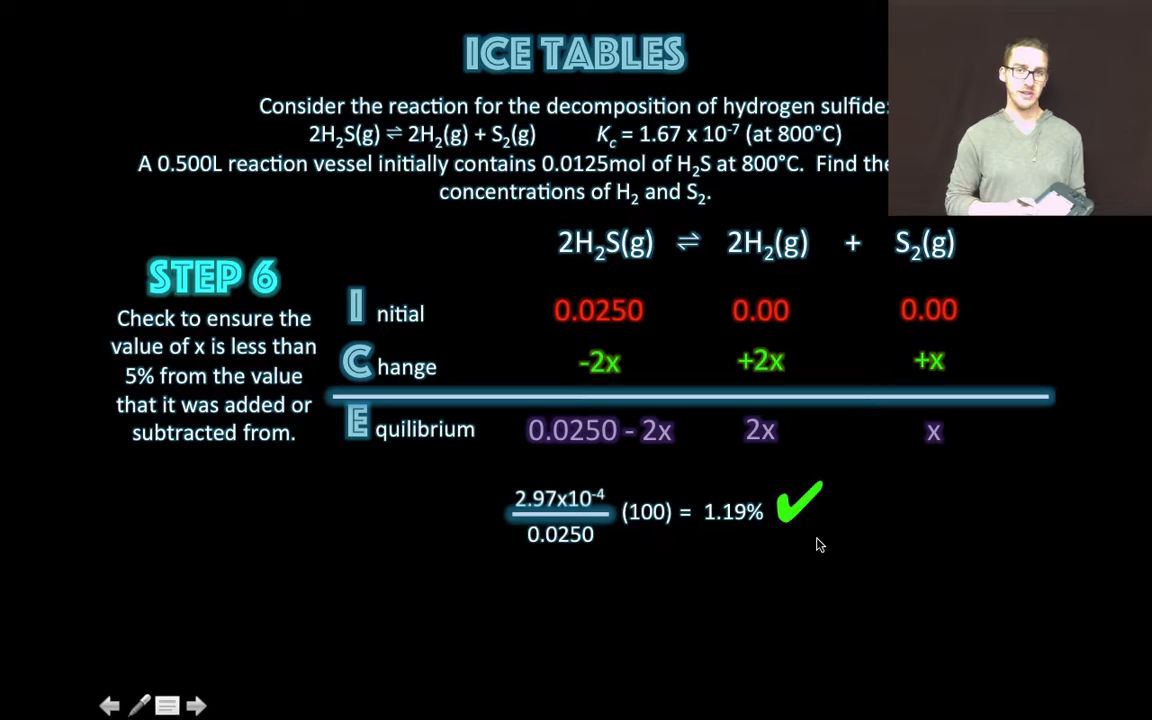 ICE TABLES
Consider the reaction for the decomposition of hydrogen sulfide:
2H₂S(g) ⇌ 2H₂(g) + S₂(g) K꜀ = 1.67 x 10⁻⁷ (at 800°C)
A 0.500L reaction vessel initially contains 0.0125mol of H₂S at 800°C. Find the
concentrations of H₂ and S₂.
2H₂S(g) ⇌ 2H₂(g) + S₂(g)
STEP 6
Check to ensure the
value of x is less than
5% from the value
that it was added or
subtracted from.
Initial 0.0250 0.00 0.00
Change -2x +2x +x
Equilibrium 0.0250 - 2x 2x x
2.97x10⁻⁴
(100) = 1.19% ✔
0.0250